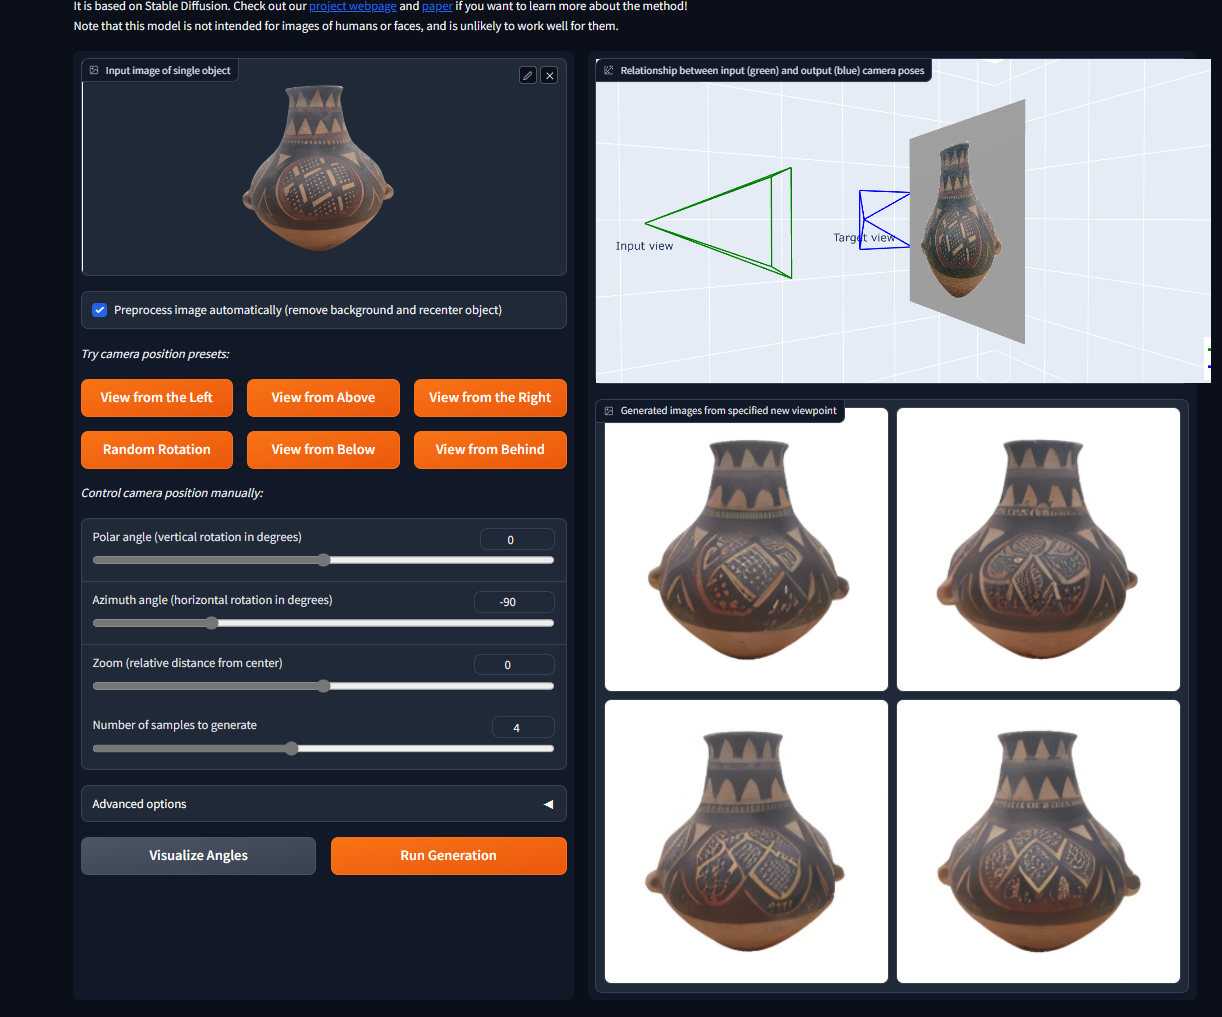 It is based on Stable Diffusion. Check out our project webpage and paper if you want to learn more about the method!
Note that this model is not intended for images of humans or faces, and is unlikely to work well for them.
Input image of single object
Preprocess image automatically (remove background and recenter object)
Try camera position presets:
View from the Left
View from Above
View from the Right
Random Rotation
View from Below
View from Behind
Control camera position manually:
Polar angle (vertical rotation in degrees)
0
Azimuth angle (horizontal rotation in degrees)
-90
Zoom (relative distance from center)
0
Number of samples to generate
4
Advanced options
Visualize Angles
Run Generation
Relationship between input (green) and output (blue) camera poses
Input view
Target view
Generated images from specified new viewpoint